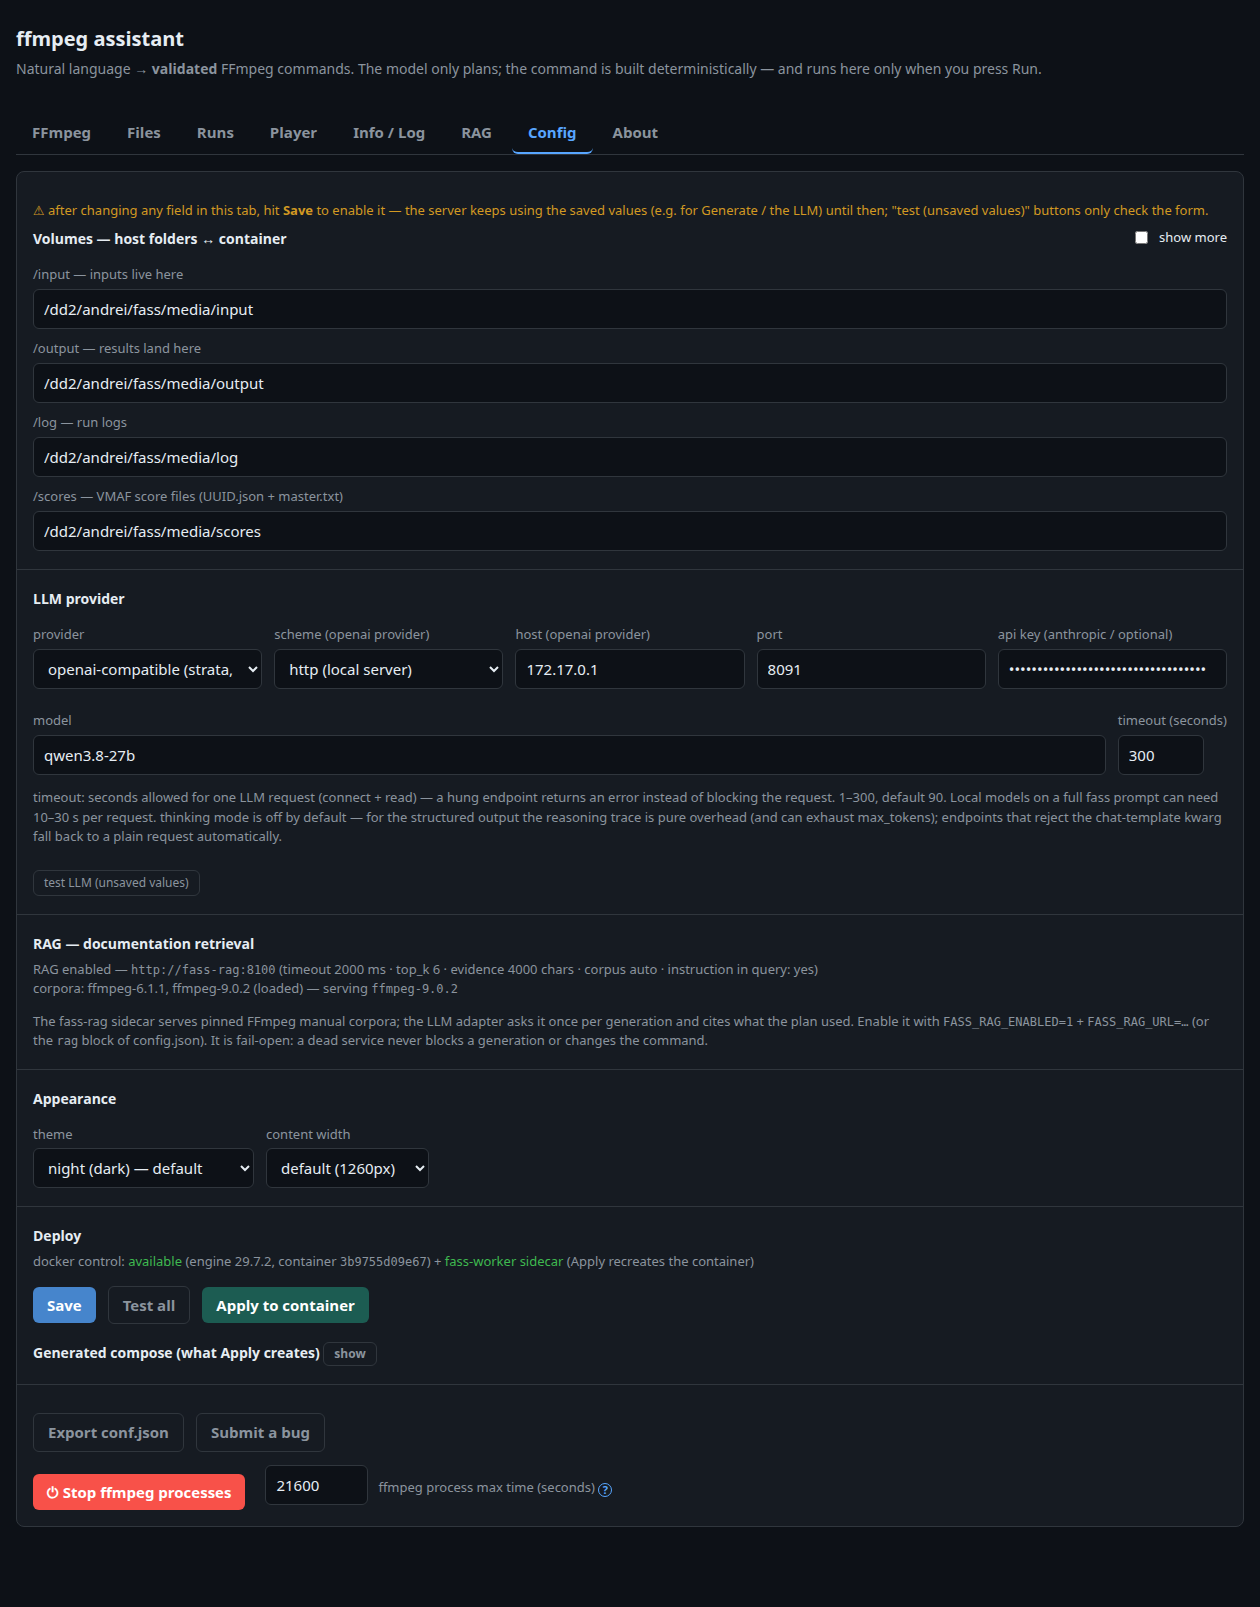 ffmpeg assistant
Natural language → validated FFmpeg commands. The model only plans; the command is built deterministically — and runs here only when you press Run.
FFmpeg Files Runs Player Info / Log RAG Config About
⚠ after changing any field in this tab, hit Save to enable it — the server keeps using the saved values (e.g. for Generate / the LLM) until then; "test (unsaved values)" buttons only check the form.
Volumes — host folders ↔ container
show more
/input — inputs live here
/dd2/andrei/fass/media/input
/output — results land here
/dd2/andrei/fass/media/output
/log — run logs
/dd2/andrei/fass/media/log
/scores — VMAF score files (UUID.json + master.txt)
/dd2/andrei/fass/media/scores
LLM provider
provider scheme (openai provider) host (openai provider) port api key (anthropic / optional)
openai-compatible (strata, http (local server) 172.17.0.1 8091 ••••••••••••••••••••••••••••••••••
model timeout (seconds)
qwen3.8-27b 300
timeout: seconds allowed for one LLM request (connect + read) — a hung endpoint returns an error instead of blocking the request. 1–300, default 90. Local models on a full fass prompt can need
10–30 s per request. thinking mode is off by default — for the structured output the reasoning trace is pure overhead (and can exhaust max_tokens); endpoints that reject the chat-template kwarg
fall back to a plain request automatically.
test LLM (unsaved values)
RAG — documentation retrieval
RAG enabled — http://fass-rag:8100 (timeout 2000 ms · top_k 6 · evidence 4000 chars · corpus auto · instruction in query: yes)
corpora: ffmpeg-6.1.1, ffmpeg-9.0.2 (loaded) — serving ffmpeg-9.0.2
The fass-rag sidecar serves pinned FFmpeg manual corpora; the LLM adapter asks it once per generation and cites what the plan used. Enable it with FASS_RAG_ENABLED=1 + FASS_RAG_URL=… (or
the rag block of config.json). It is fail-open: a dead service never blocks a generation or changes the command.
Appearance
theme content width
night (dark) — default default (1260px)
Deploy
docker control: available (engine 29.7.2, container 3b9755d09e67) + fass-worker sidecar (Apply recreates the container)
Save Test all Apply to container
Generated compose (what Apply creates) show
Export conf.json Submit a bug
⏻ Stop ffmpeg processes 21600 ffmpeg process max time (seconds) ?